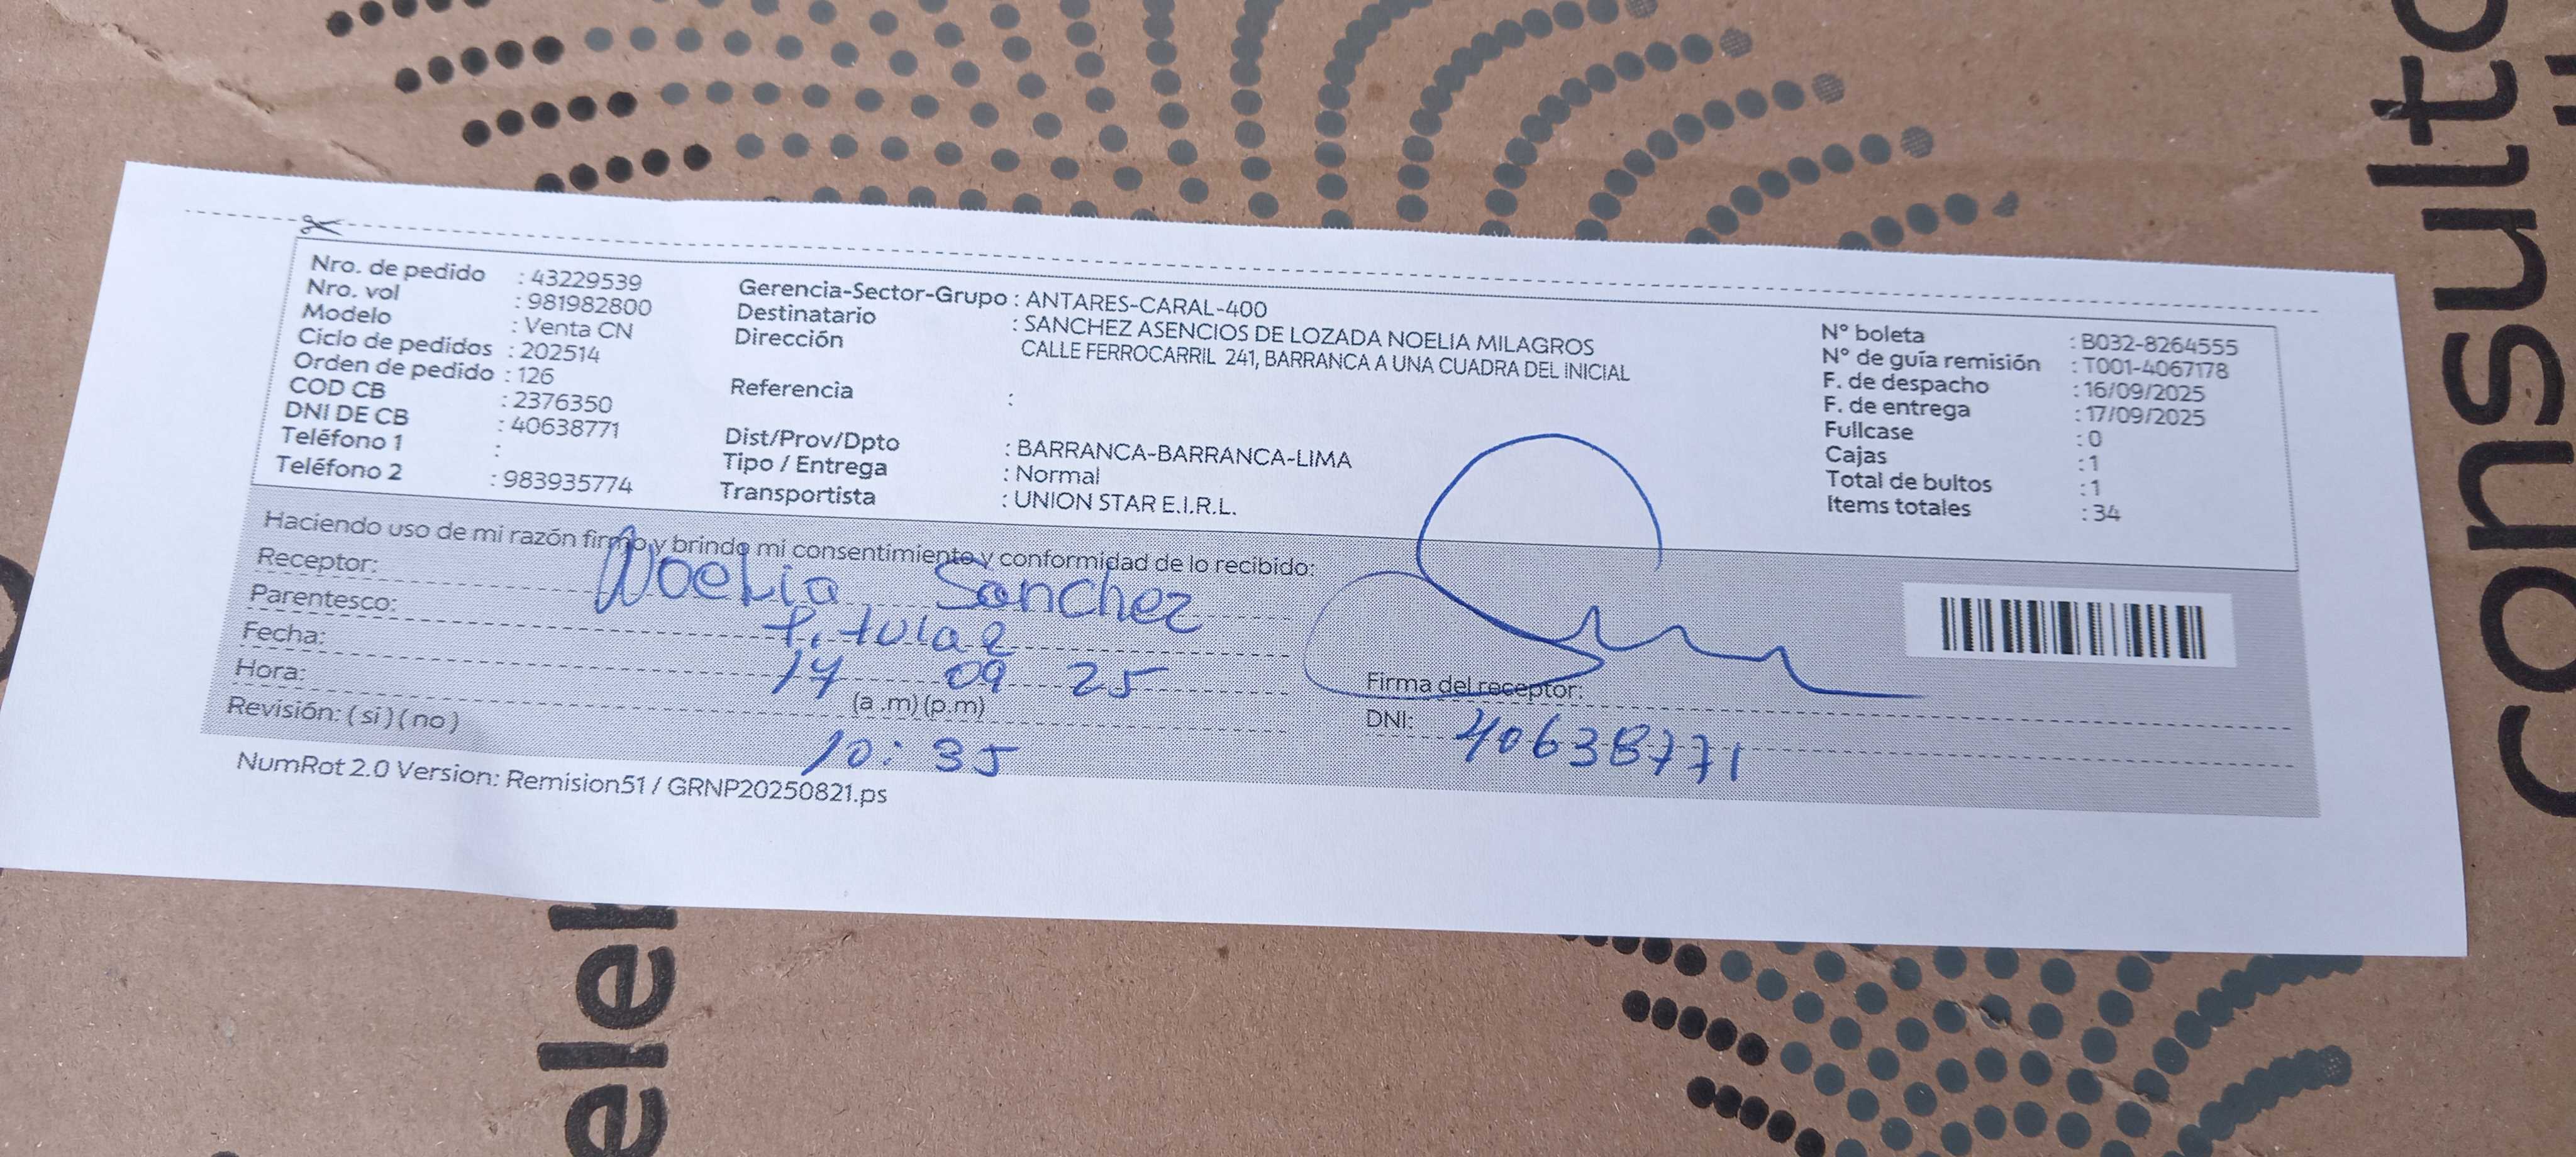 Nro. de pedido : 43229539
Nro. vol : 981982800
Modelo : Venta CN
Ciclo de pedidos : 202514
Orden de pedido : 126
COD CB : 2376350
DNI DE CB : 40638771
Teléfono 1 :
Teléfono 2 : 983935774
Gerencia-Sector-Grupo : ANTARES-CARAL-400
Destinatario : SANCHEZ ASENCIOS DE LOZADA NOELIA MILAGROS
Dirección CALLE FERROCARRIL 241, BARRANCA A UNA CUADRA DEL INICIAL
Referencia :
Dist/Prov/Dpto : BARRANCA-BARRANCA-LIMA
Tipo / Entrega : Normal
Transportista : UNION STAR E.I.R.L.
N° boleta : B032-8264555
N° de guía remisión : T001-4067178
F. de despacho : 16/09/2025
F. de entrega : 17/09/2025
Fullcase : 0
Cajas : 1
Total de bultos : 1
Items totales : 34
Haciendo uso de mi razón firmo y brindo mi consentimiento y conformidad de lo recibido:
Receptor: Noelia Sanchez
Parentesco: Titular
Fecha: 17 09 25
Hora: (a .m) (p.m)
Revisión: ( si ) ( no ) 10:35
Firma del receptor:
DNI: 40638771
NumRot 2.0 Version: Remision51 / GRNP20250821.ps
consulto